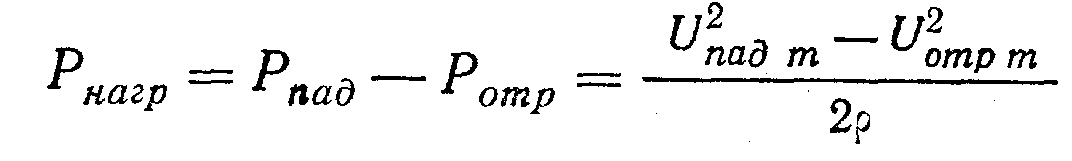 P_нагр = P_пад — P_отр = (U²_пад m — U²_отр m) / 2ρ